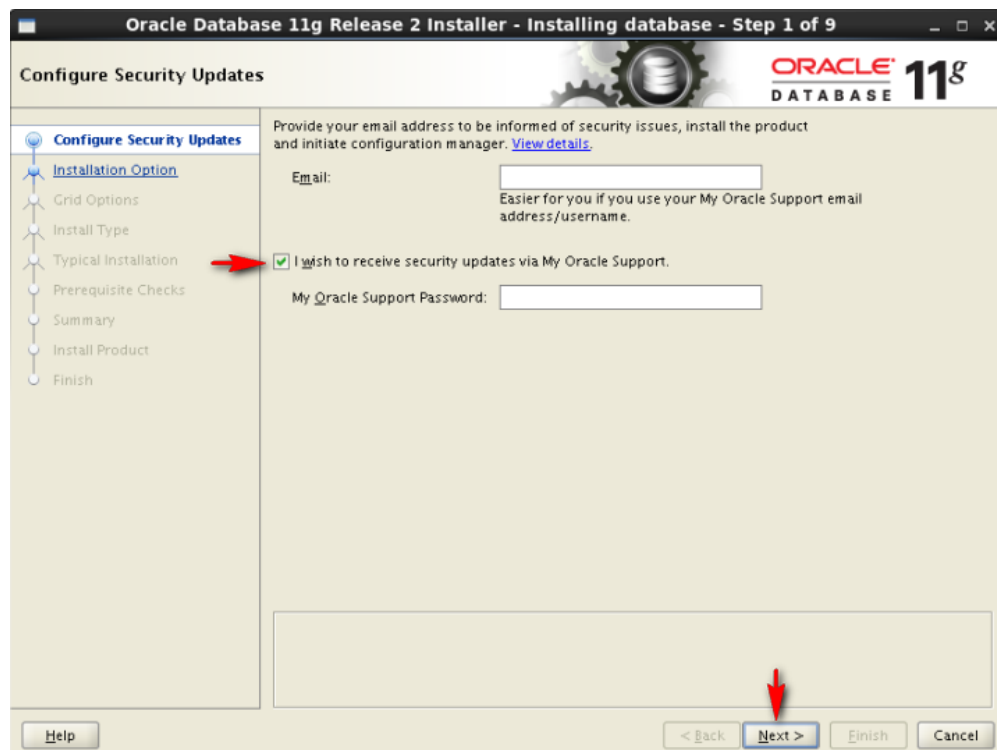 Oracle Database 11g Release 2 Installer - Installing database - Step 1 of 9
Configure Security Updates
ORACLE
DATABASE
11g
Configure Security Updates
Installation Option
Grid Options
Install Type
Typical Installation
Prerequisite Checks
Summary
Install Product
Finish
Provide your email address to be informed of security issues, install the product
and initiate configuration manager. View details.
Email:
Easier for you if you use your My Oracle Support email
address/username.
I wish to receive security updates via My Oracle Support.
My Oracle Support Password:
Help
< Back
Next >
Finish
Cancel